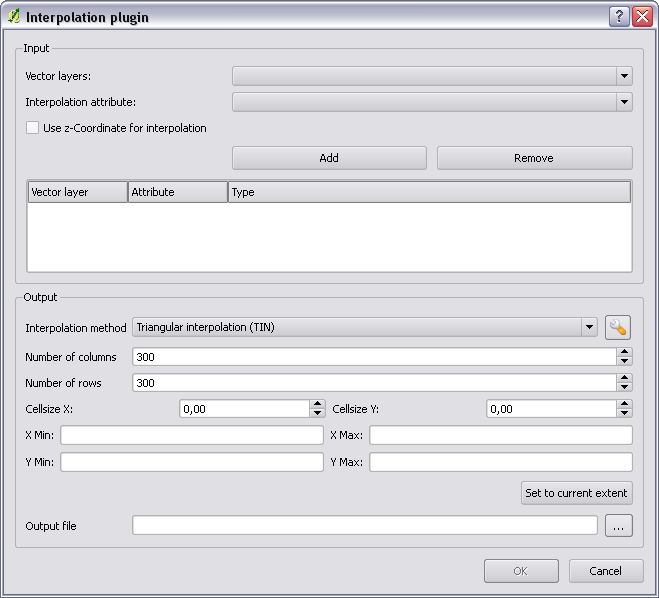 Interpolation plugin
Input
Vector layers:
Interpolation attribute:
Use z-Coordinate for interpolation
Add Remove
Vector layer Attribute Type
Output
Interpolation method Triangular interpolation (TIN)
Number of columns 300
Number of rows 300
Cellsize X: 0,00 Cellsize Y: 0,00
X Min: X Max:
Y Min: Y Max:
Set to current extent
Output file ...
OK Cancel